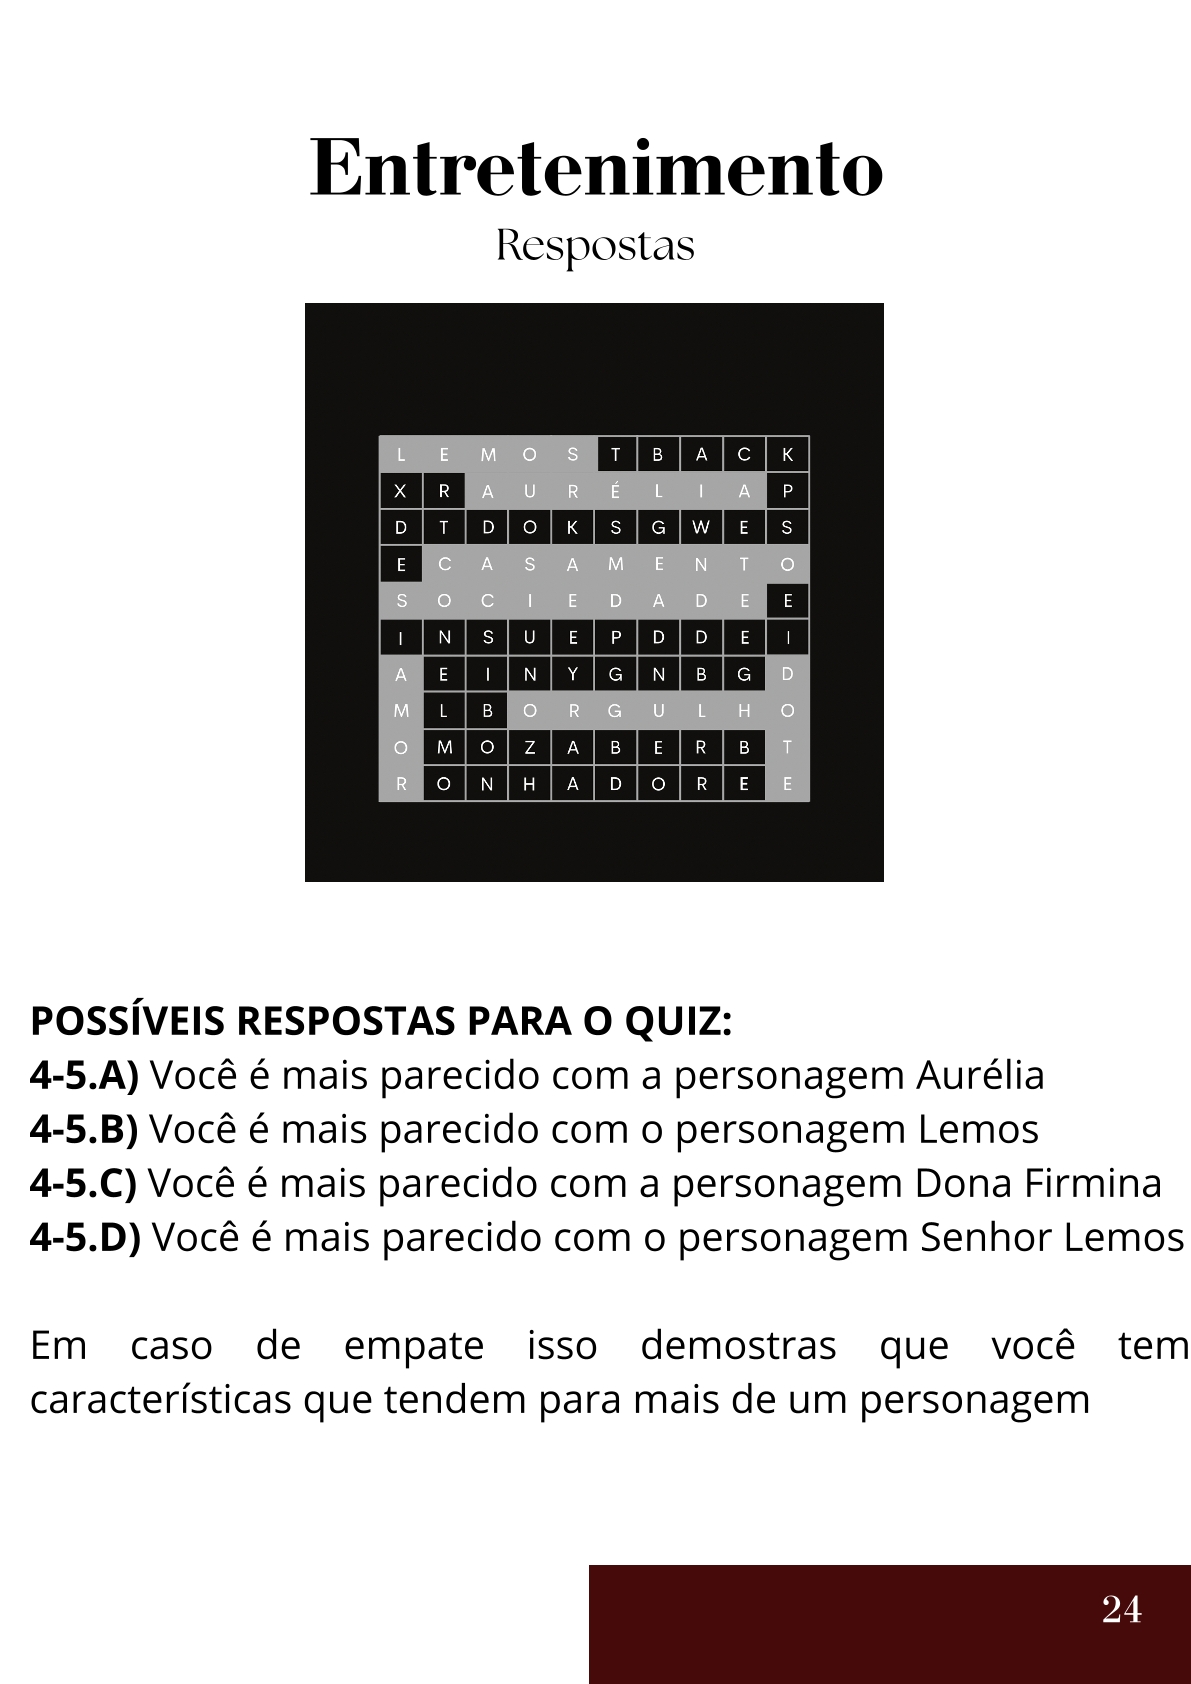 Entretenimento
Respostas
L E M O S T B A C K
X R A U R É L I A P
D T D O K S G W E S
E C A S A M E N T O
S O C I E D A D E E
I N S U E P D D E I
A E I N Y G N B G D
M L B O R G U L H O
O M O Z A B E R B T
R O N H A D O R E E
POSSÍVEIS RESPOSTAS PARA O QUIZ:
4-5.A) Você é mais parecido com a personagem Aurélia
4-5.B) Você é mais parecido com o personagem Lemos
4-5.C) Você é mais parecido com a personagem Dona Firmina
4-5.D) Você é mais parecido com o personagem Senhor Lemos
Em caso de empate isso demostras que você tem
características que tendem para mais de um personagem
24